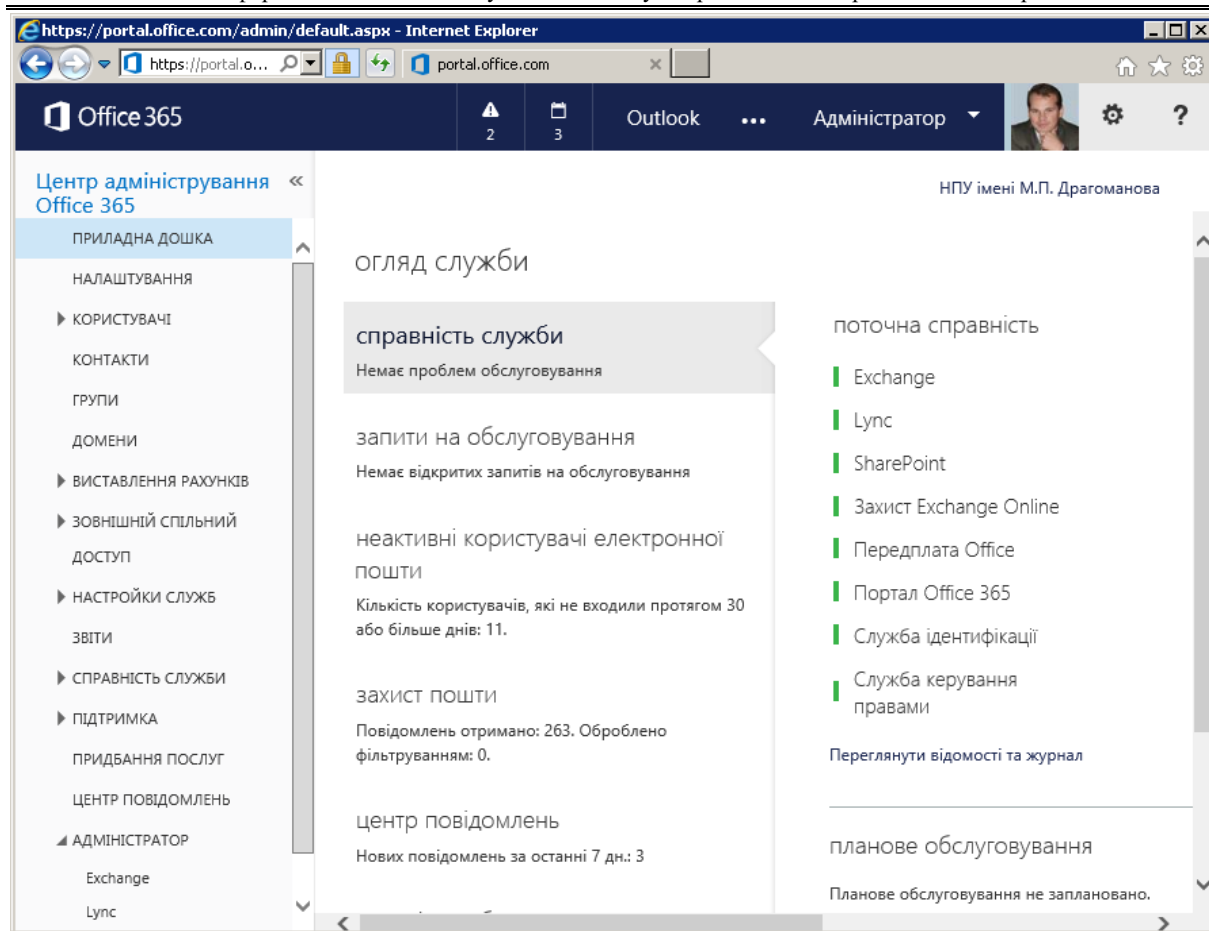 https://portal.office.com/admin/default.aspx - Internet Explorer
https://portal.o...
portal.office.com
Office 365
2
3
Outlook
Адміністратор
?
Центр адміністрування «
Office 365
ПРИЛАДНА ДОШКА
НАЛАШТУВАННЯ
КОРИСТУВАЧІ
КОНТАКТИ
ГРУПИ
ДОМЕНИ
ВИСТАВЛЕННЯ РАХУНКІВ
ЗОВНІШНІЙ СПІЛЬНИЙ
ДОСТУП
НАСТРОЙКИ СЛУЖБ
ЗВІТИ
СПРАВНІСТЬ СЛУЖБИ
ПІДТРИМКА
ПРИДБАННЯ ПОСЛУГ
ЦЕНТР ПОВІДОМЛЕНЬ
АДМІНІСТРАТОР
Exchange
Lync
НПУ імені М.П. Драгоманова
огляд служби
справність служби
Немає проблем обслуговування
запити на обслуговування
Немає відкритих запитів на обслуговування
неактивні користувачі електронної
пошти
Кількість користувачів, які не входили протягом 30
або більше днів: 11.
захист пошти
Повідомлень отримано: 263. Оброблено
фільтруванням: 0.
центр повідомлень
Нових повідомлень за останні 7 дн.: 3
поточна справність
Exchange
Lync
SharePoint
Захист Exchange Online
Передплата Office
Портал Office 365
Служба ідентифікації
Служба керування
правами
Переглянути відомості та журнал
планове обслуговування
Планове обслуговування не заплановано.